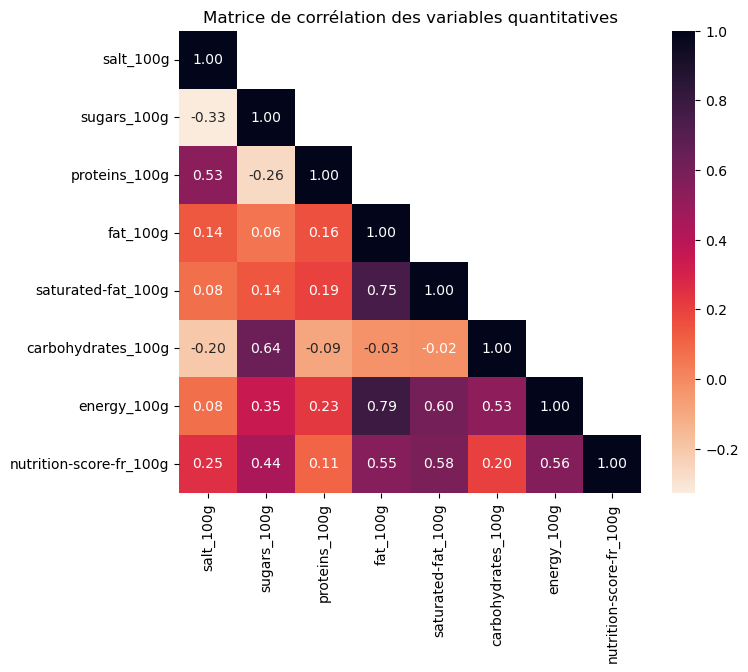 Matrice de corrélation des variables quantitatives
salt_100g 1.00
sugars_100g -0.33 1.00
proteins_100g 0.53 -0.26 1.00
fat_100g 0.14 0.06 0.16 1.00
saturated-fat_100g 0.08 0.14 0.19 0.75 1.00
carbohydrates_100g -0.20 0.64 -0.09 -0.03 -0.02 1.00
energy_100g 0.08 0.35 0.23 0.79 0.60 0.53 1.00
nutrition-score-fr_100g 0.25 0.44 0.11 0.55 0.58 0.20 0.56 1.00
salt_100g
sugars_100g
proteins_100g
fat_100g
saturated-fat_100g
carbohydrates_100g
energy_100g
nutrition-score-fr_100g
1.0
0.8
0.6
0.4
0.2
0.0
−0.2